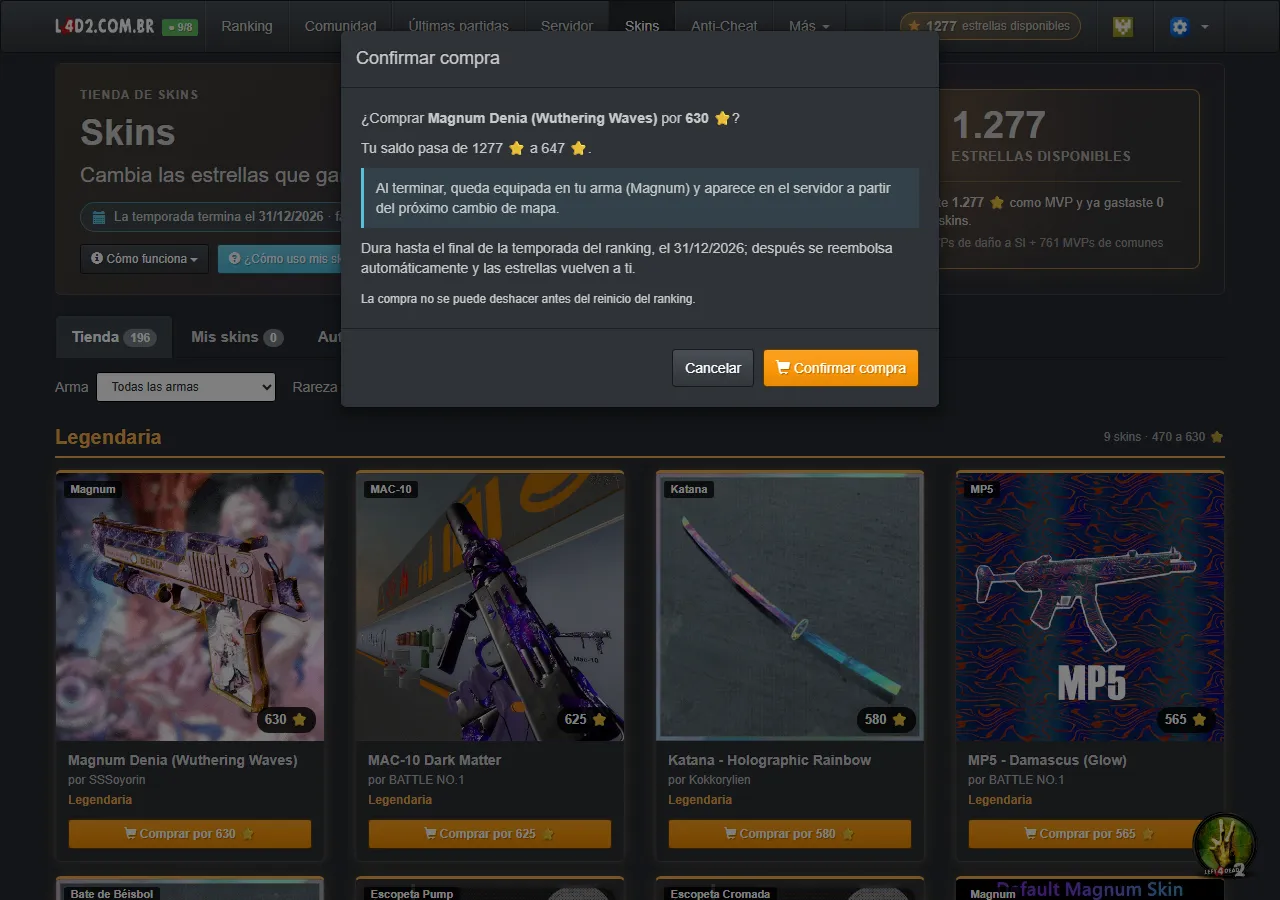 L4D2.COM.BR 9/8 Ranking Comunidad Últimas partidas Servidor Skins Anti-Cheat Más 1277 estrellas disponibles
Confirmar compra
¿Comprar Magnum Denia (Wuthering Waves) por 630 ?
Tu saldo pasa de 1277 a 647 .
Al terminar, queda equipada en tu arma (Magnum) y aparece en el servidor a partir
del próximo cambio de mapa.
Dura hasta el final de la temporada del ranking, el 31/12/2026; después se reembolsa
automáticamente y las estrellas vuelven a ti.
La compra no se puede deshacer antes del reinicio del ranking.
Cancelar Confirmar compra
TIENDA DE SKINS
Skins
Cambia las estrellas que
La temporada termina el 31/12/2026 ·
Cómo funciona ¿Cómo uso mis
1.277
ESTRELLAS DISPONIBLES
1.277 como MVP y ya gastaste 0
skins.
de daño a SI + 761 MVPs de comunes
Tienda 196 Mis skins 0
Arma Todas las armas Rareza
Legendaria 9 skins · 470 a 630
Magnum
DENIA
630
Magnum Denia (Wuthering Waves)
por SSSoyorin
Legendaria
Comprar por 630
MAC-10
Mac-10
625
MAC-10 Dark Matter
por BATTLE NO.1
Legendaria
Comprar por 625
Katana
580
Katana - Holographic Rainbow
por Kokkorylien
Legendaria
Comprar por 580
MP5
MP5
565
MP5 - Damascus (Glow)
por BATTLE NO.1
Legendaria
Comprar por 565
LEFT 4 DEAD 2
Bate de Béisbol Escopeta Pump Escopeta Cromada Magnum Default Magnum Skin